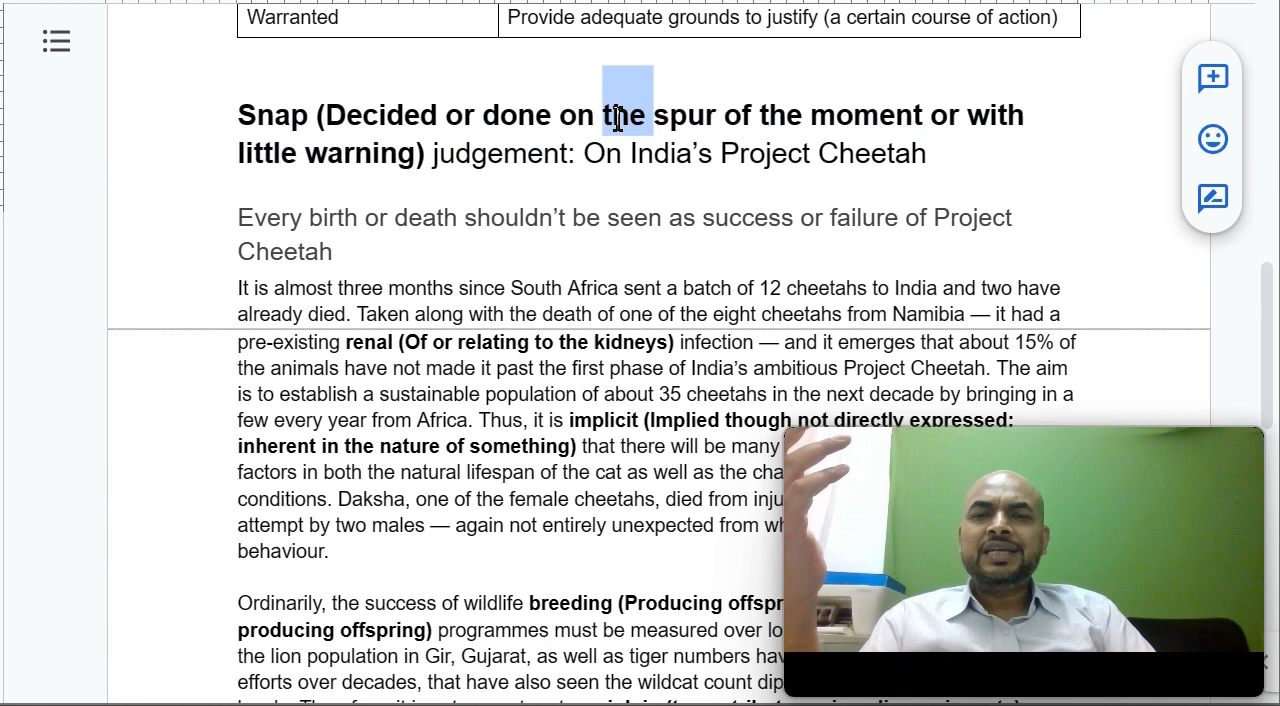 Warranted
Provide adequate grounds to justify (a certain course of action)
Snap (Decided or done on the spur of the moment or with
little warning) judgement: On India’s Project Cheetah
Every birth or death shouldn’t be seen as success or failure of Project
Cheetah
It is almost three months since South Africa sent a batch of 12 cheetahs to India and two have
already died. Taken along with the death of one of the eight cheetahs from Namibia — it had a
pre-existing renal (Of or relating to the kidneys) infection — and it emerges that about 15% of
the animals have not made it past the first phase of India’s ambitious Project Cheetah. The aim
is to establish a sustainable population of about 35 cheetahs in the next decade by bringing in a
few every year from Africa. Thus, it is implicit (Implied though not directly expressed;
inherent in the nature of something) that there will be many
factors in both the natural lifespan of the cat as well as the
conditions. Daksha, one of the female cheetahs, died from
attempt by two males — again not entirely unexpected from
behaviour.
Ordinarily, the success of wildlife breeding (Producing
producing offspring) programmes must be measured over
the lion population in Gir, Gujarat, as well as tiger numbers
efforts over decades, that have also seen the wildcat count